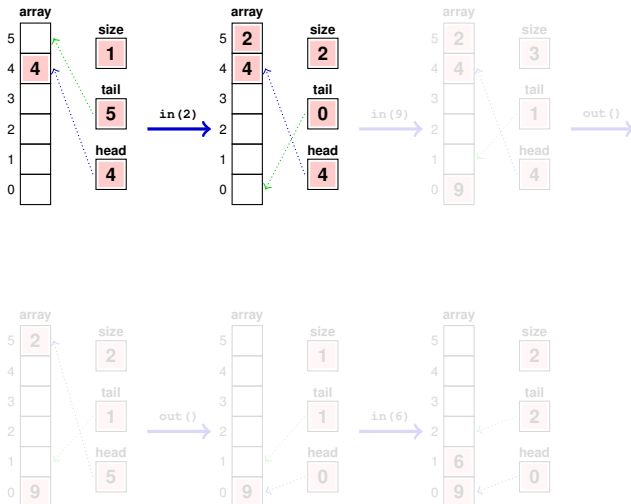 array array array
size size size
5 5 2 5 2
1 2 3
4 4 4 4 4 4
tail tail tail
3 3 3
5 in(2) 0 in(9) 1 out()
2 2 2
head head head
1 1 1
4 4 4
0 0 0 9
array array array
size size size
5 2 5 5
2 1 2
4 4 4
tail tail tail
3 3 3
1 out() 1 in(6) 2
2 2 2
head head head
1 1 1 6
5 0 0
0 9 0 9 0 9